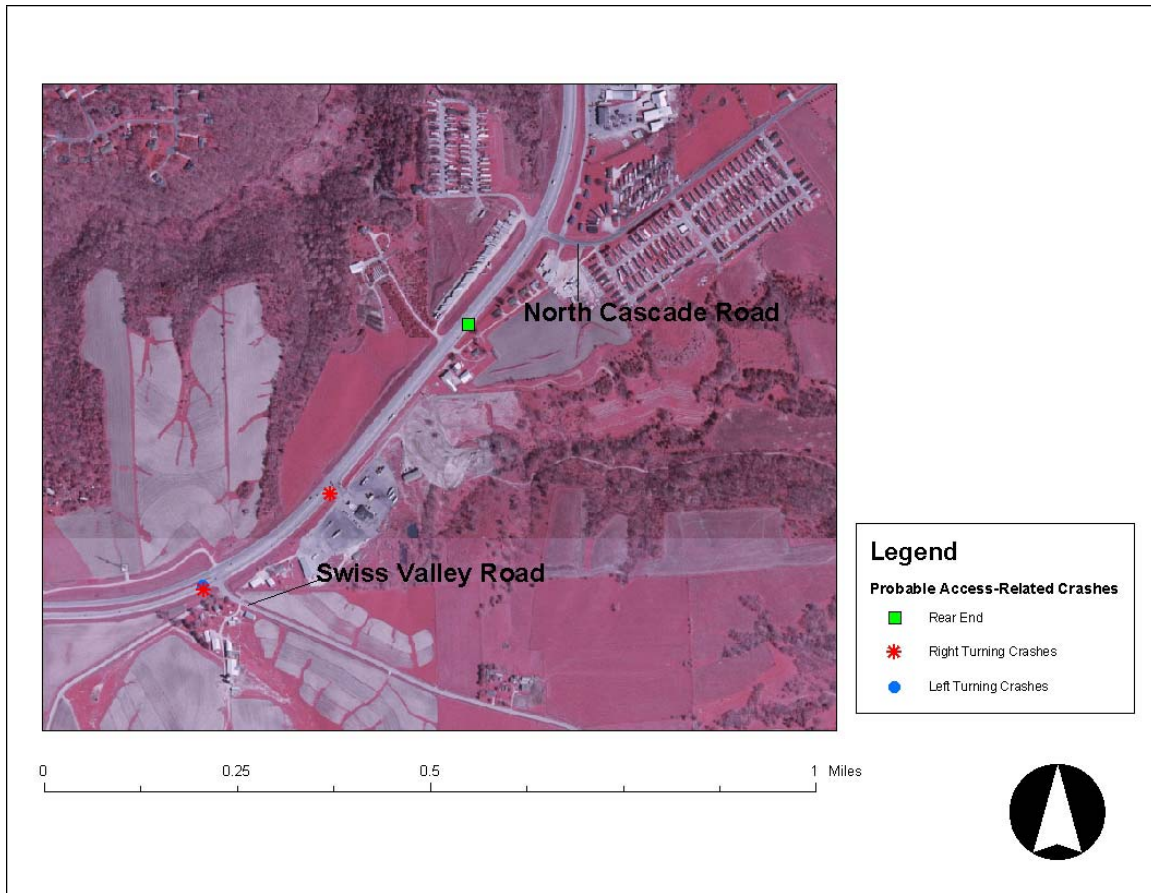 North Cascade Road
Swiss Valley Road
Legend
Probable Access-Related Crashes
Rear End
Right Turning Crashes
Left Turning Crashes
0 0.25 0.5 1 Miles